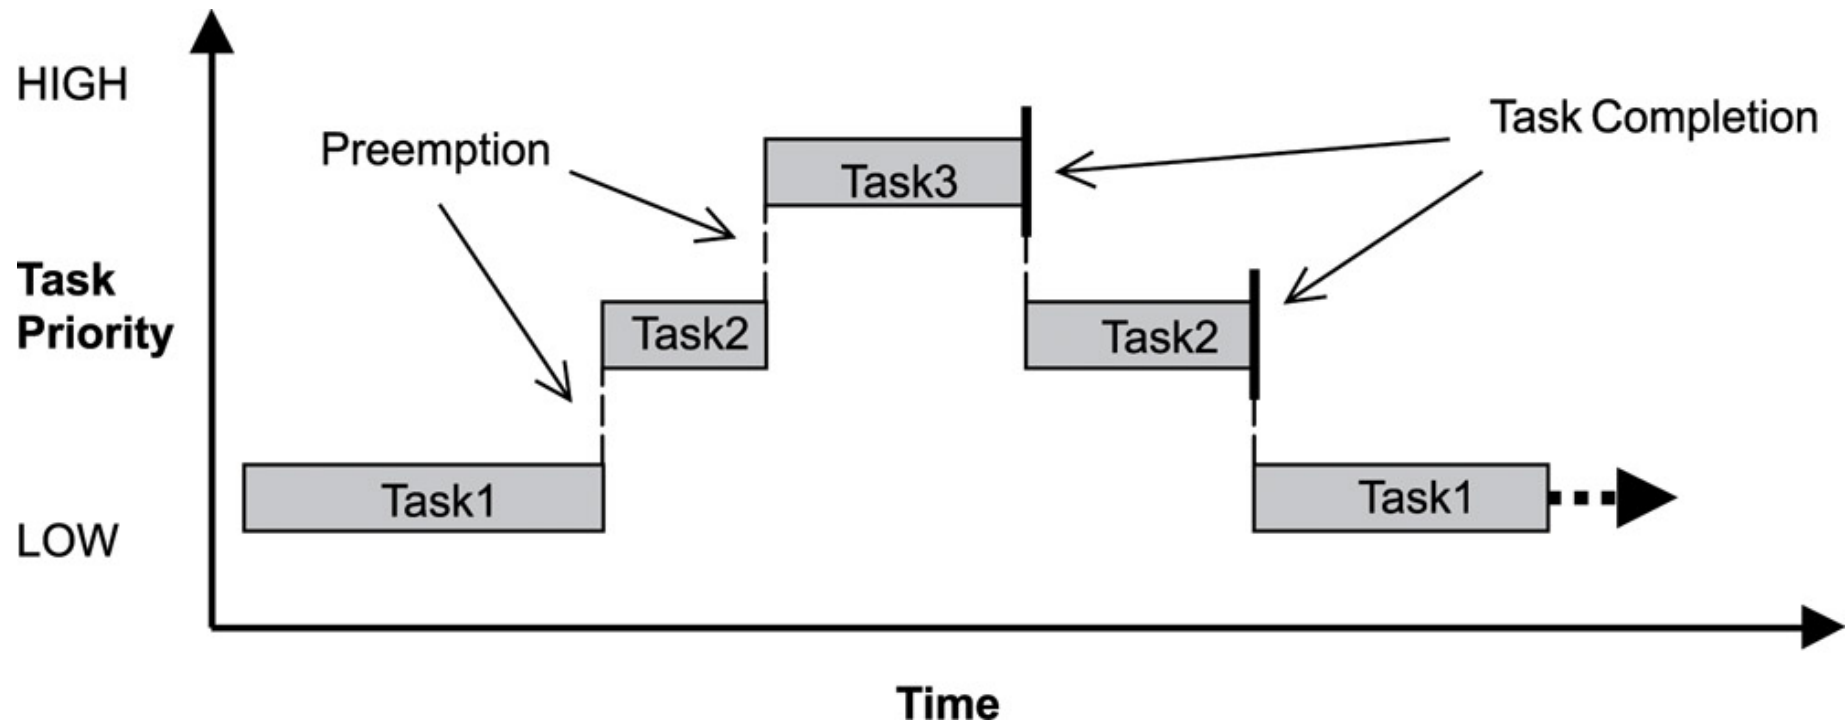 HIGH
Task Completion
Preemption
Task3
Task
Priority
Task2
Task2
Task1
Task1
LOW
Time